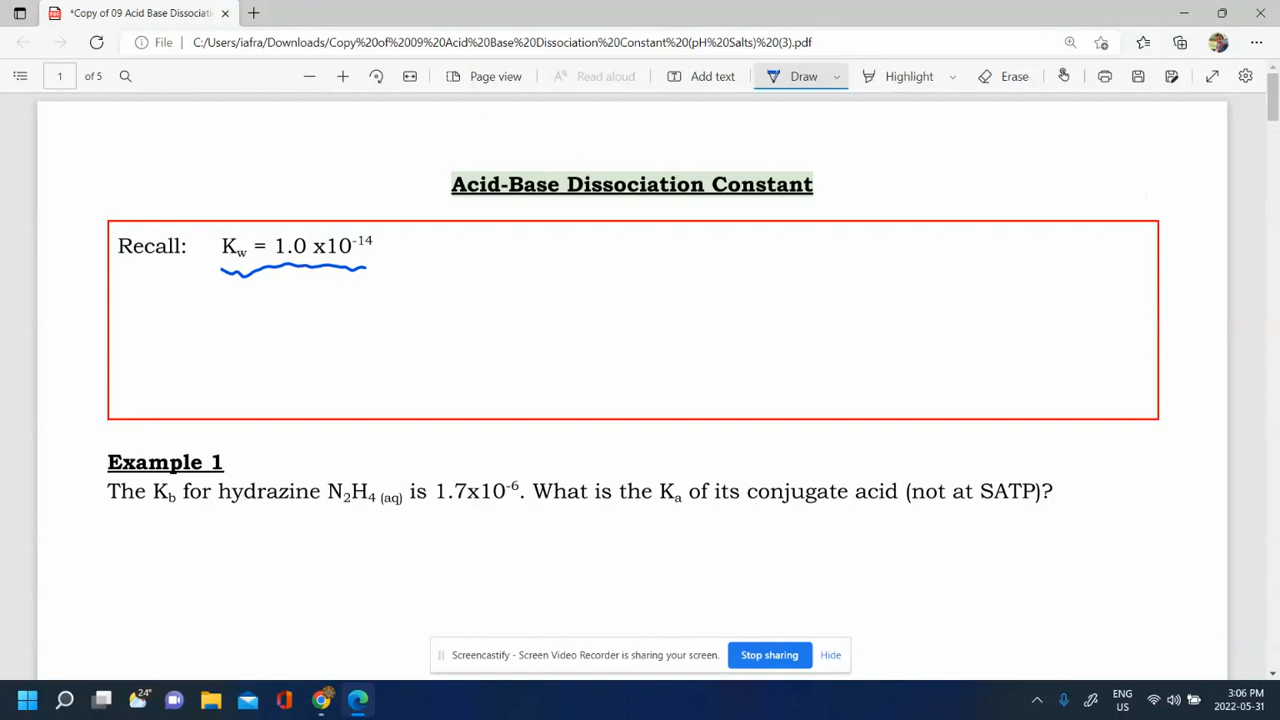 *Copy of 09 Acid Base Dissociati
File C:/Users/iafra/Downloads/Copy%20of%2009%20Acid%20Base%20Dissociation%20Constant%20(pH%20Salts)%20(3).pdf
1 of 5 Page view Read aloud Add text Draw Highlight Erase
Acid-Base Dissociation Constant
Recall: Kw = 1.0 x10-14
Example 1
The Kb for hydrazine N2H4 (aq) is 1.7x10-6. What is the Ka of its conjugate acid (not at SATP)?
Screencastify - Screen Video Recorder is sharing your screen. Stop sharing Hide
24°
ENG
US
3:06 PM
2022-05-31